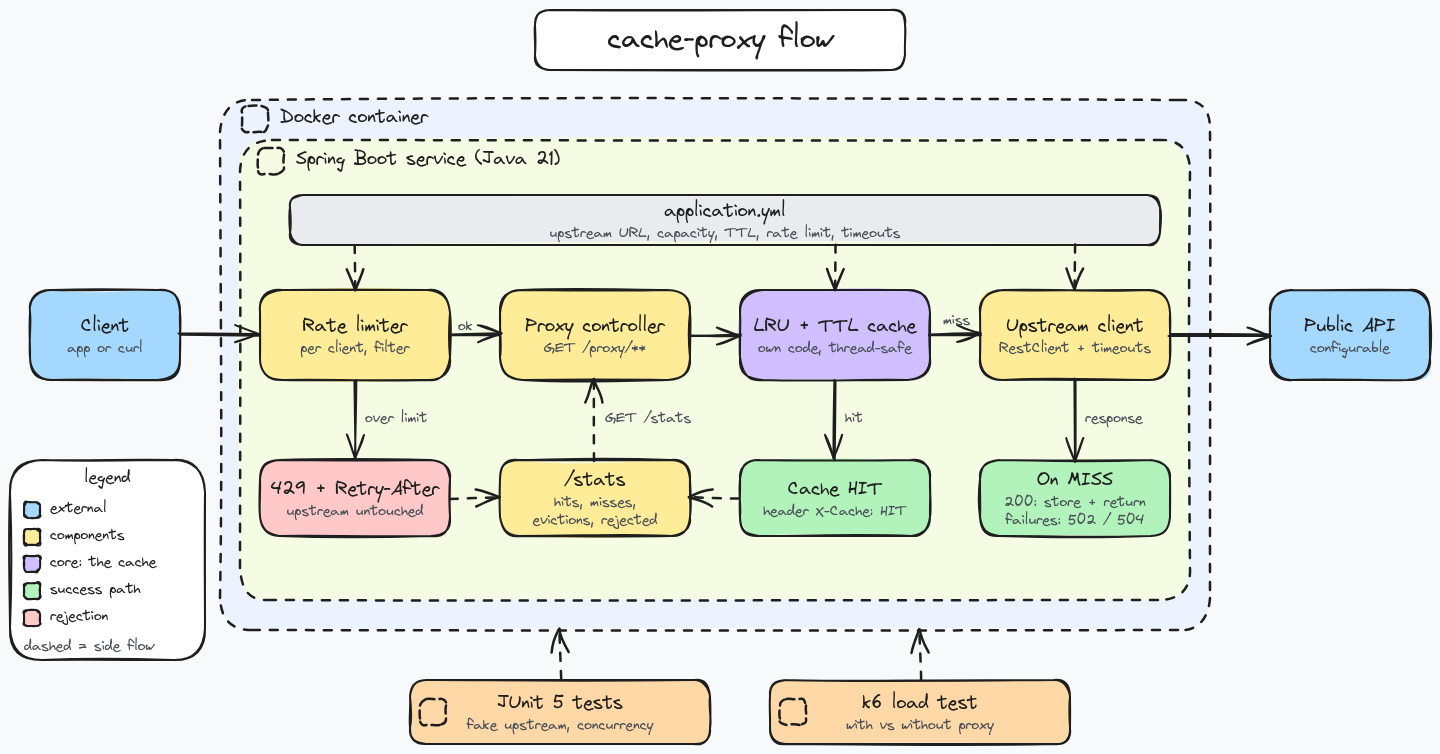 cache-proxy flow
Docker container
Spring Boot service (Java 21)
application.yml
upstream URL, capacity, TTL, rate limit, timeouts
Client
app or curl
Rate limiter
per client, filter
ok
Proxy controller
GET /proxy/**
LRU + TTL cache
own code, thread-safe
miss
Upstream client
RestClient + timeouts
Public API
configurable
over limit
GET /stats
hit
response
429 + Retry-After
upstream untouched
/stats
hits, misses,
evictions, rejected
Cache HIT
header X-Cache: HIT
On MISS
200: store + return
failures: 502 / 504
legend
external
components
core: the cache
success path
rejection
dashed = side flow
JUnit 5 tests
fake upstream, concurrency
k6 load test
with vs without proxy